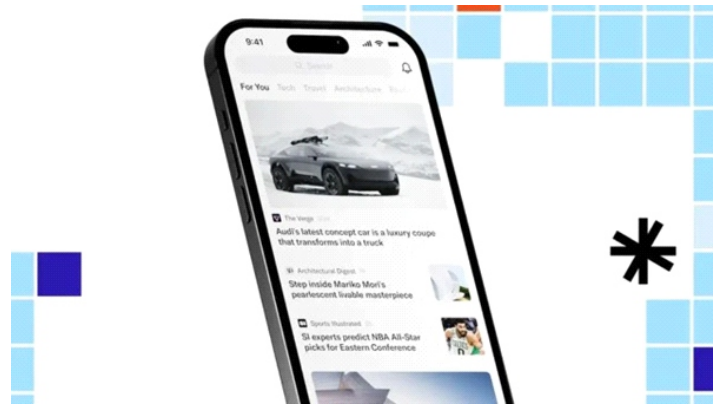 9:41
Search
For You Tech Travel Architecture
The Verge
Audi's latest concept car is a luxury coupe
that transforms into a truck
Architectural Digest
Step inside Mariko Mori's
pearlescent livable masterpiece
Sports Illustrated
SI experts predict NBA All-Star
picks for Eastern Conference